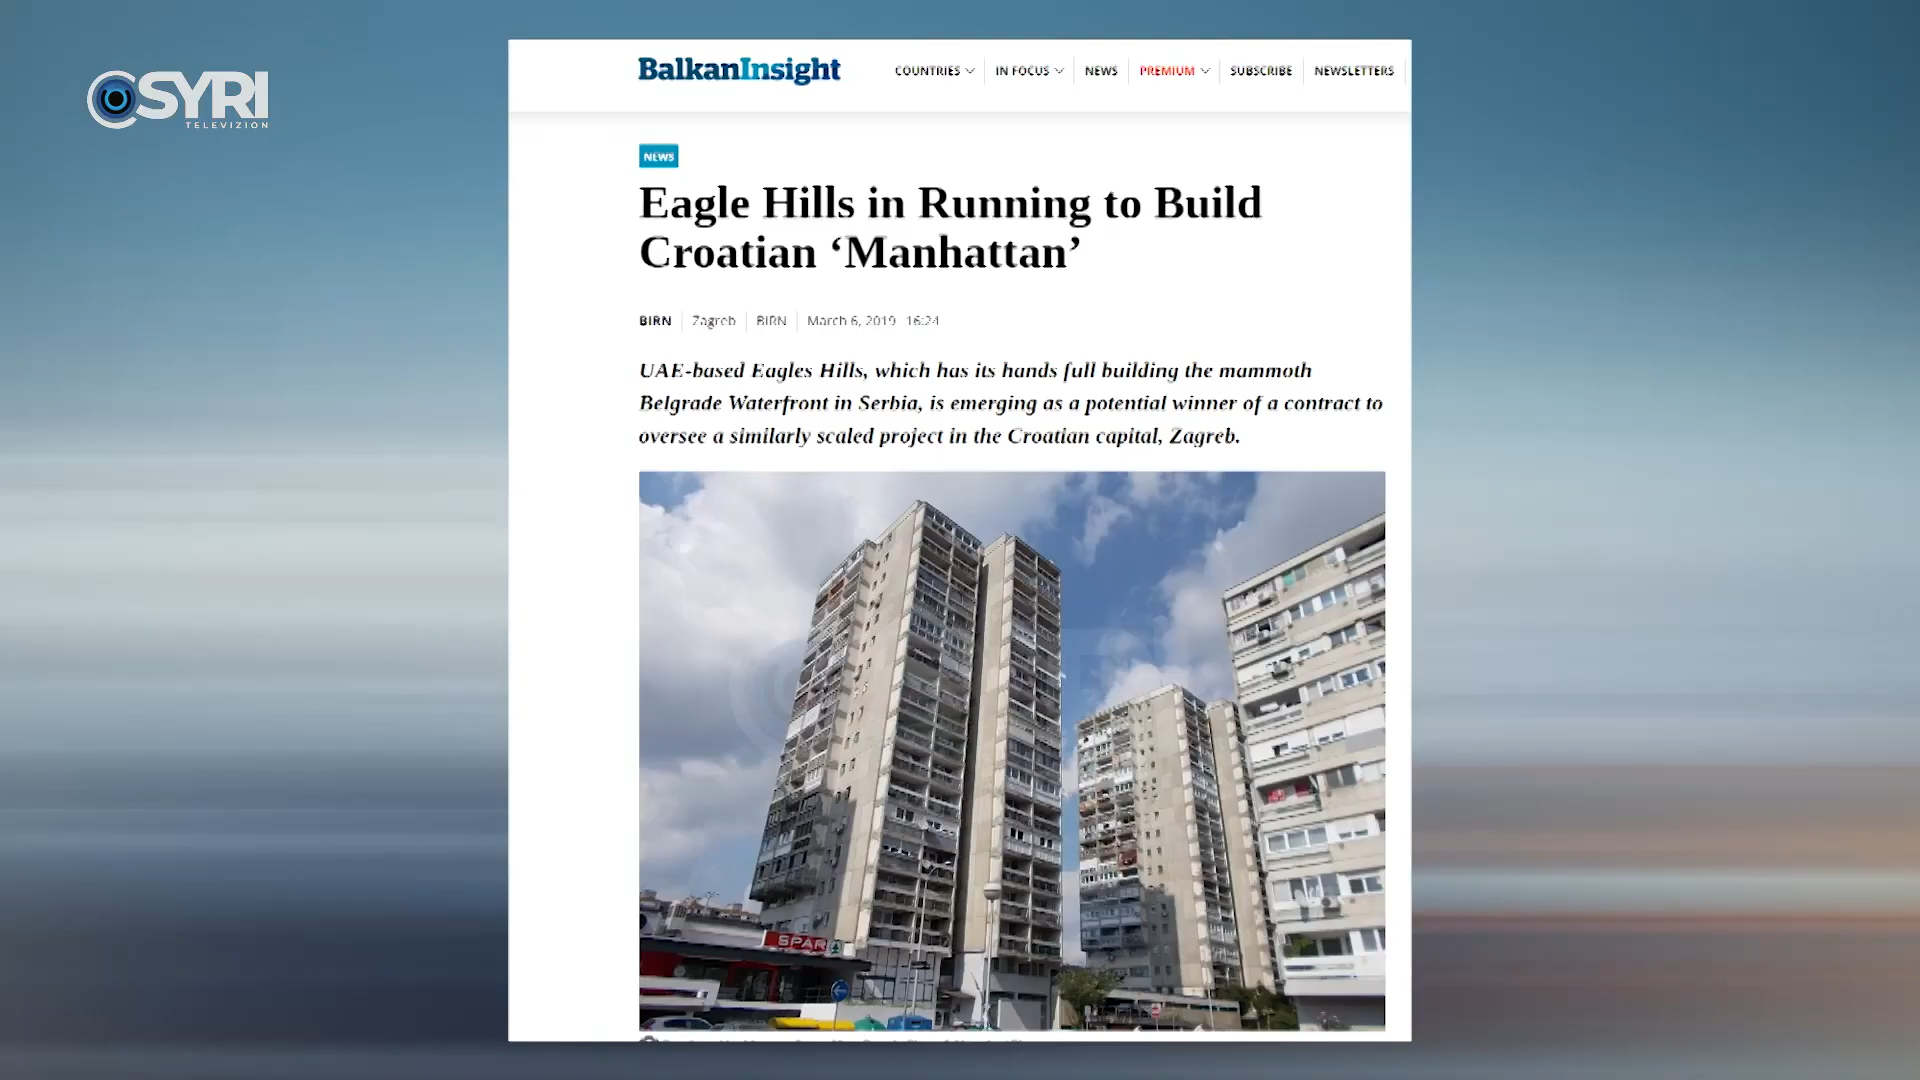 SYRI
TELEVIZION
BalkanInsight
COUNTRIES
IN FOCUS
NEWS
PREMIUM
SUBSCRIBE
NEWSLETTERS
NEWS
Eagle Hills in Running to Build
Croatian ‘Manhattan’
BIRN
Zagreb
BIRN
March 6, 2019 16:24
UAE-based Eagles Hills, which has its hands full building the mammoth
Belgrade Waterfront in Serbia, is emerging as a potential winner of a contract to
oversee a similarly scaled project in the Croatian capital, Zagreb.
SPAR